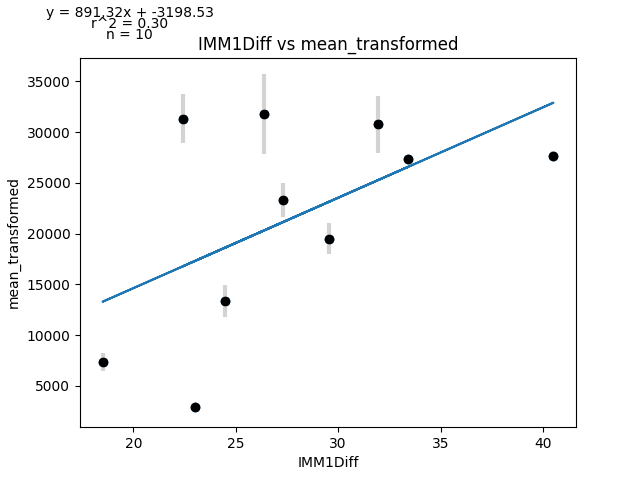 y = 891.32x + -3198.53
r^2 = 0.30
n = 10
IMM1Diff vs mean_transformed
35000
30000
25000
20000
15000
10000
5000
mean_transformed
20
25
30
35
40
IMM1Diff